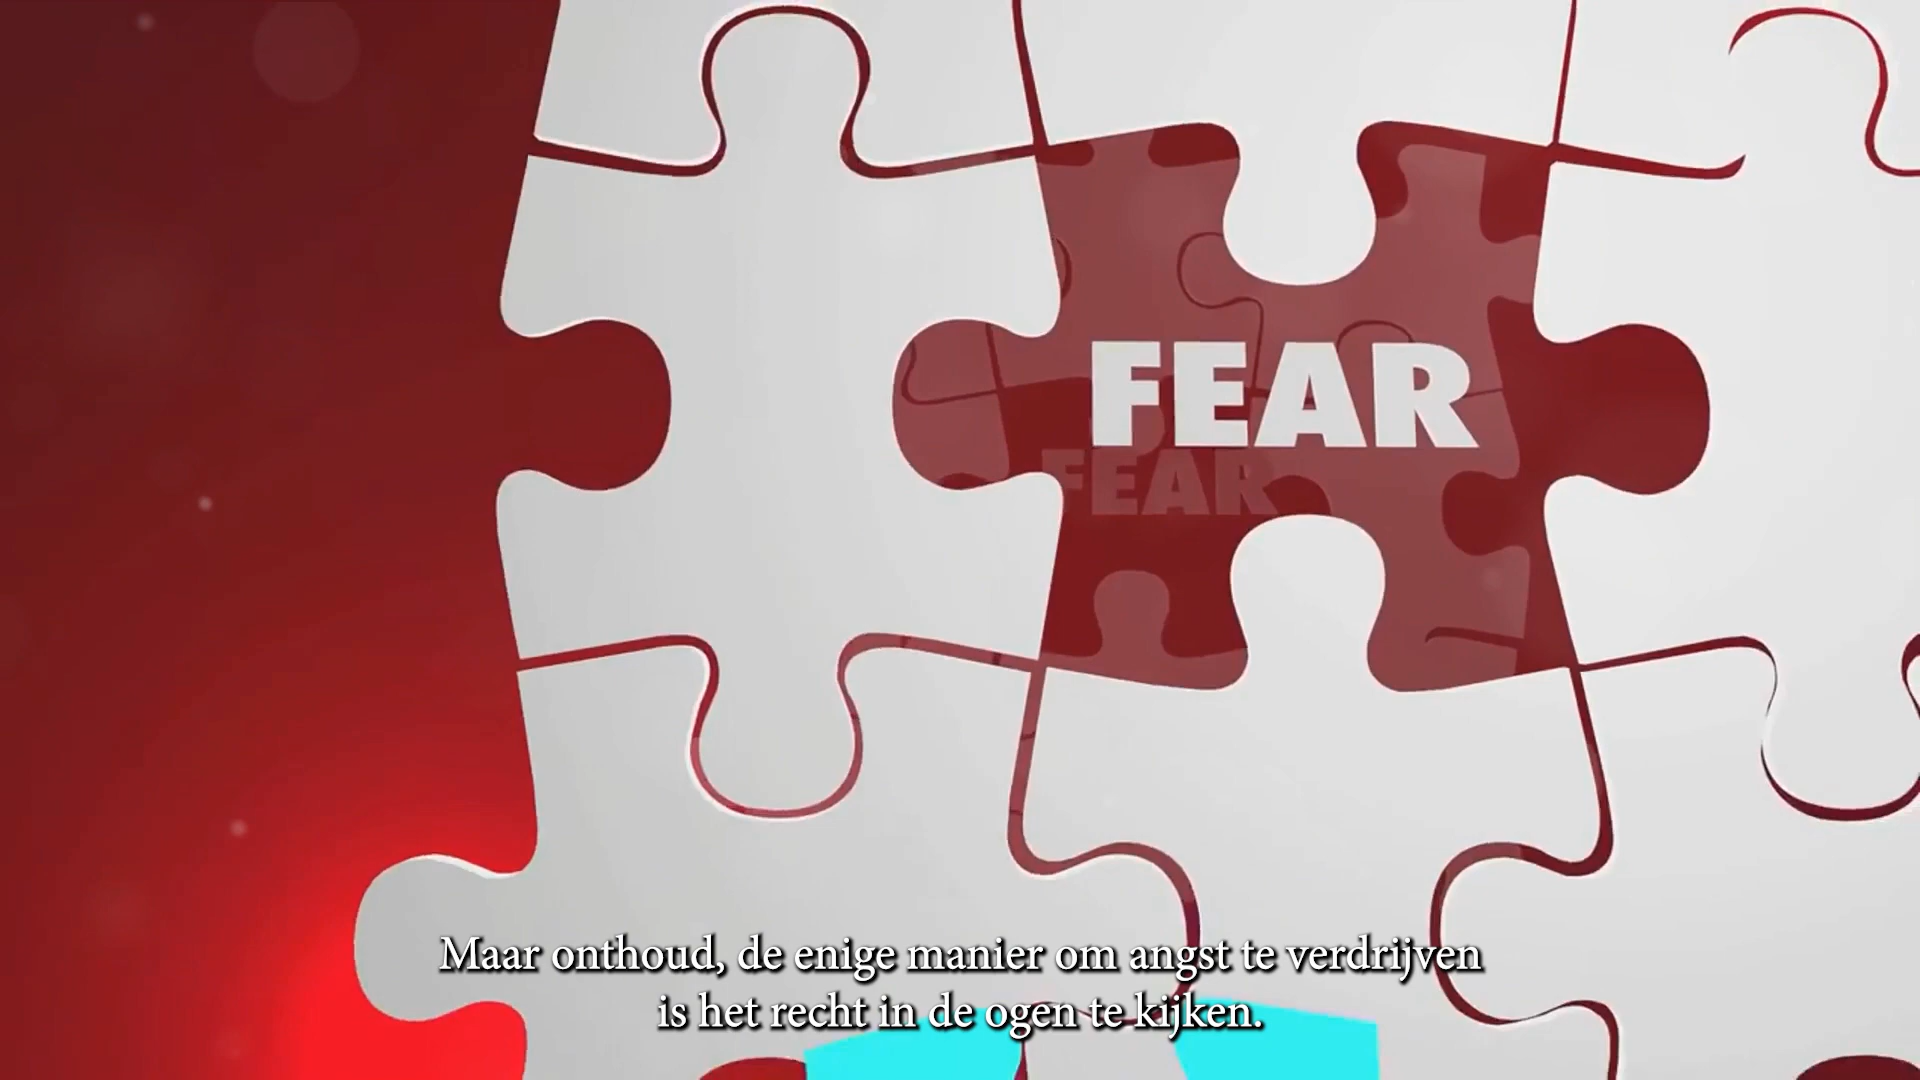 FEAR
FEAR
Maar onthoud, de enige manier om angst te verdrijven
is het recht in de ogen te kijken.